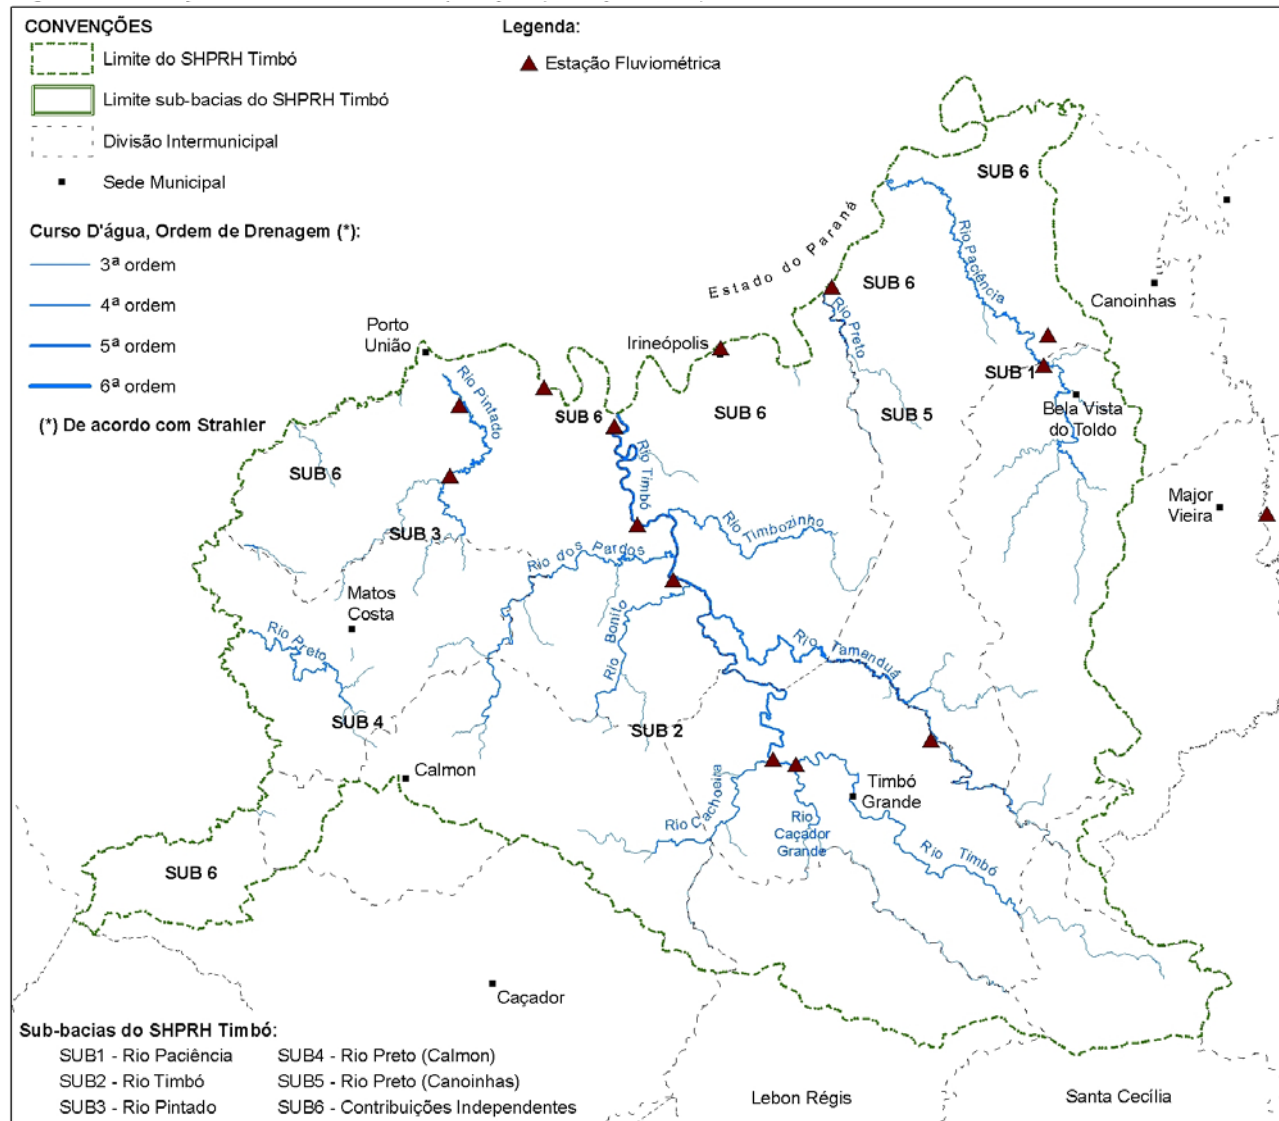 CONVENÇÕES
Limite do SHPRH Timbó
Limite sub-bacias do SHPRH Timbó
Divisão Intermunicipal
Sede Municipal
Legenda:
Estação Fluviométrica
Curso D'água, Ordem de Drenagem (*):
3ª ordem
4ª ordem
5ª ordem
6ª ordem
(*) De acordo com Strahler
SUB 6
Estado do Paraná
Rio Paciência
SUB 6
Canoinhas
Rio Preto
Irineópolis
Porto
União
Rio Pintado
SUB 1
SUB 6
SUB 6
SUB 5
Bela Vista
do Toldo
Rio Timbó
SUB 6
Major
Vieira
SUB 3
Rio Timbozinho
Rio dos Pardos
Matos
Costa
Rio Bonito
Rio Preto
Rio Tamanduá
SUB 4
SUB 2
Calmon
Timbó
Grande
Rio Cachoeira
Rio
Caçador
Grande
Rio Timbó
SUB 6
Caçador
Lebon Régis
Santa Cecília
Sub-bacias do SHPRH Timbó:
SUB1 - Rio Paciência
SUB2 - Rio Timbó
SUB3 - Rio Pintado
SUB4 - Rio Preto (Calmon)
SUB5 - Rio Preto (Canoinhas)
SUB6 - Contribuições Independentes